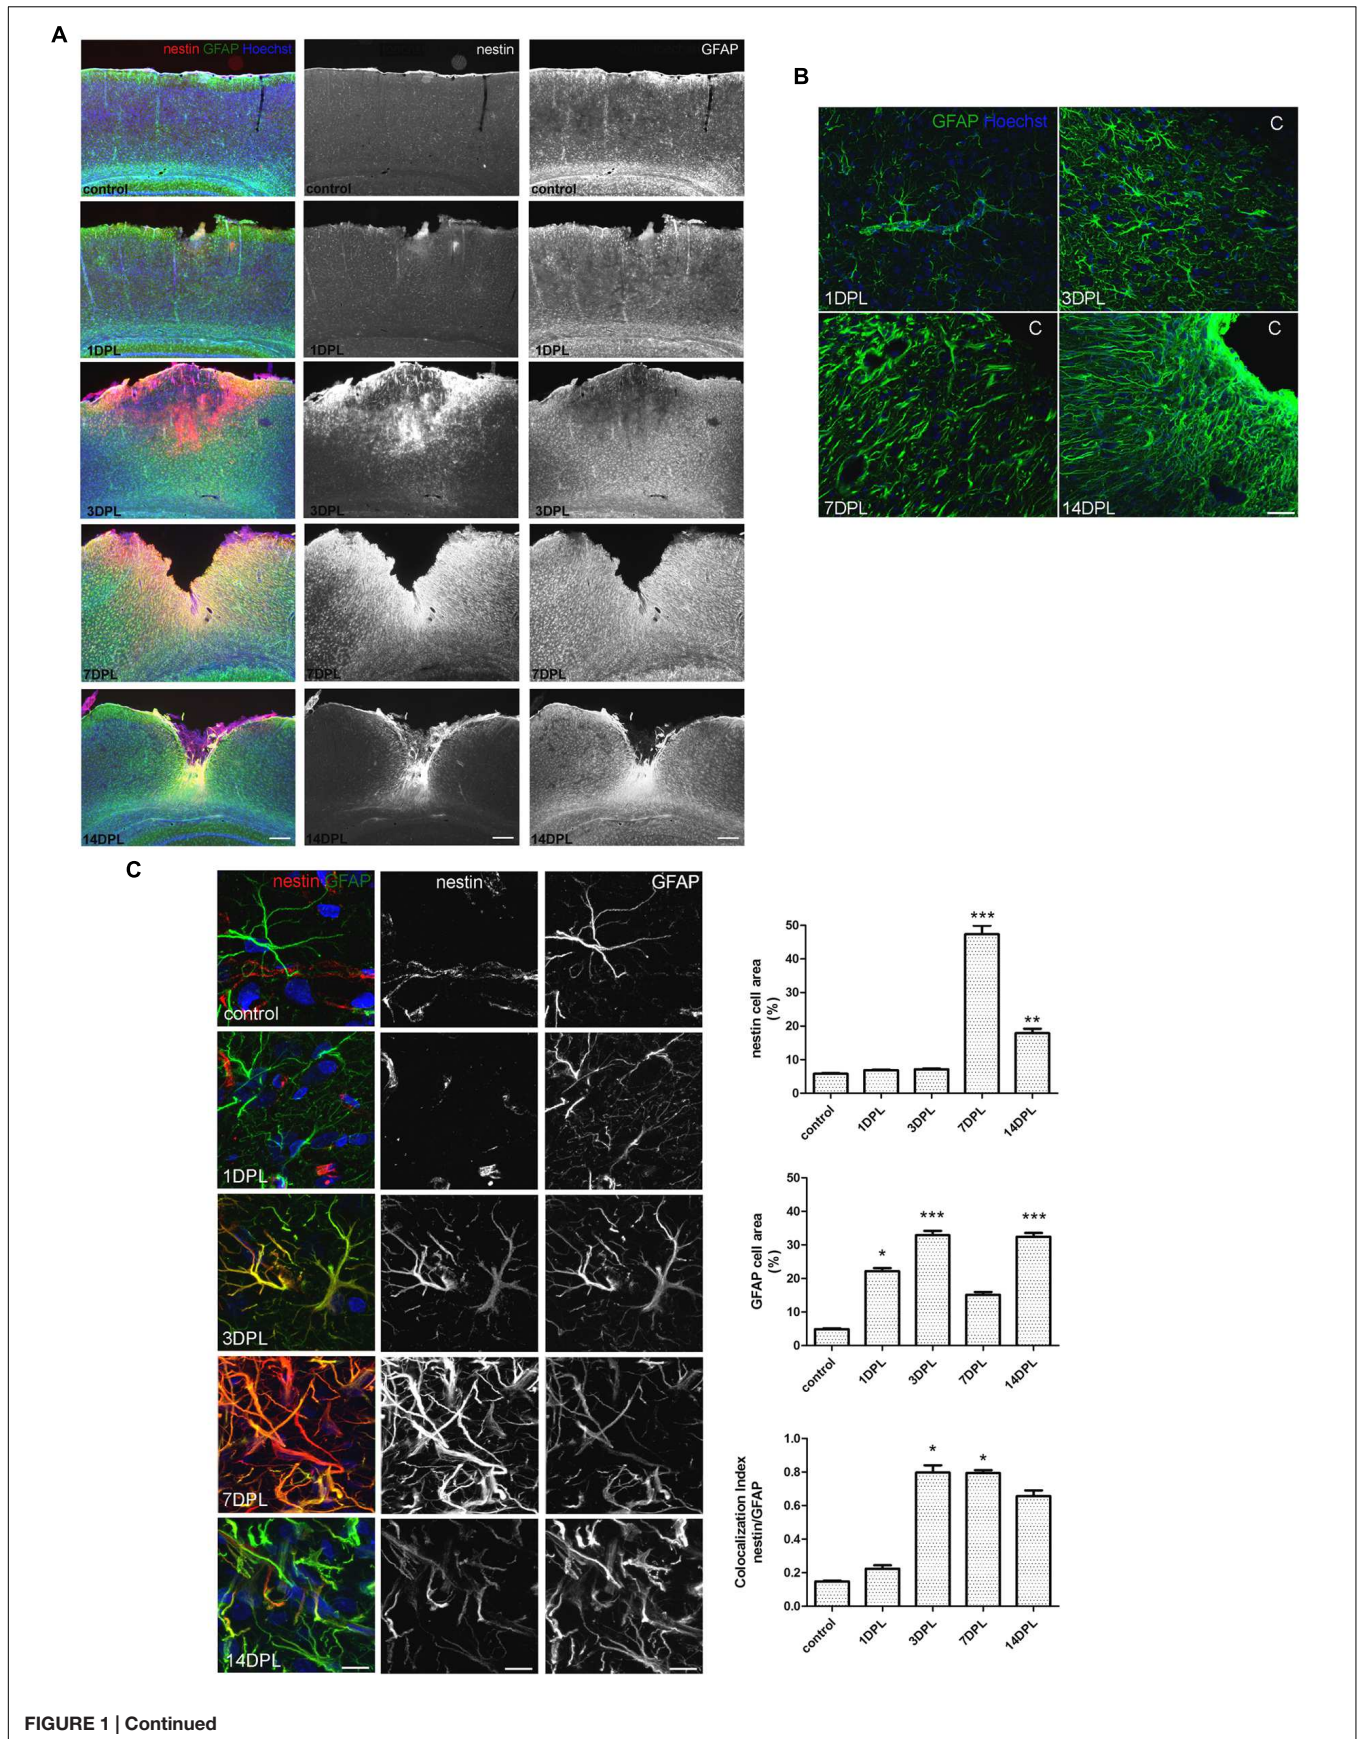 A
nestin GFAP Hoechst
nestin
GFAP
control
control
control
1DPL
1DPL
1DPL
3DPL
3DPL
3DPL
7DPL
7DPL
7DPL
14DPL
14DPL
14DPL
B
GFAP Hoechst
1DPL
C
3DPL
C
7DPL
C
14DPL
C
nestin GFAP
nestin
GFAP
control
1DPL
3DPL
7DPL
14DPL
nestin cell area
(%)
50
40
30
20
10
0
***
**
control
1DPL
3DPL
7DPL
14DPL
GFAP cell area
(%)
50
40
30
20
10
0
*
***
***
control
1DPL
3DPL
7DPL
14DPL
Colocalization Index
nestin/GFAP
1.0
0.8
0.6
0.4
0.2
0.0
*
*
control
1DPL
3DPL
7DPL
14DPL
FIGURE 1 | Continued